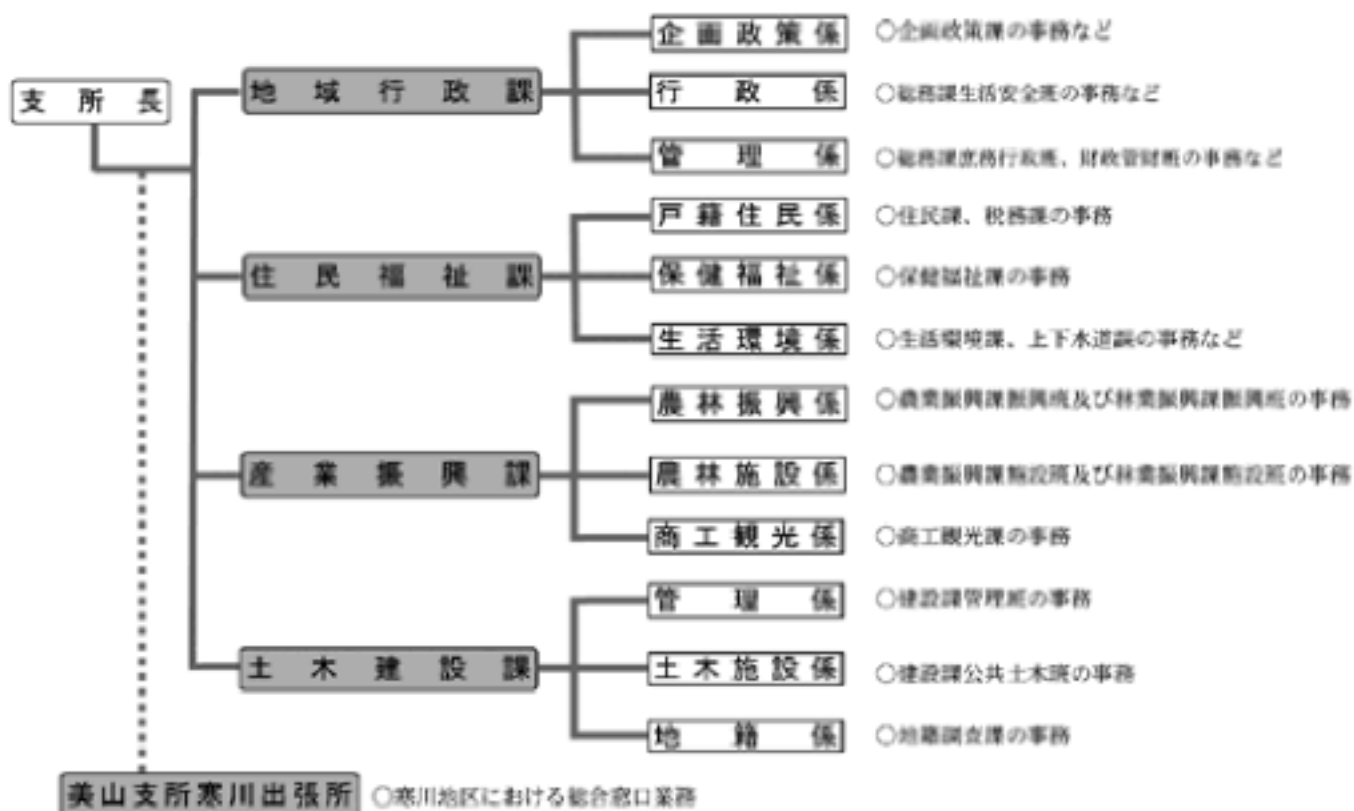 支所長
地域行政課
企画政策係 ○企画政策課の事務など
行政係 ○総務課生活安全班の事務など
管理係 ○総務課庶務行政班、財政管財班の事務など
住民福祉課
戸籍住民係 ○住民課、税務課の事務
保健福祉係 ○保健福祉課の事務
生活環境係 ○生活環境課、上下水道課の事務など
産業振興課
農林振興係 ○農業振興課振興班及び林業振興課振興班の事務
農林施設係 ○農業振興課施設班及び林業振興課施設班の事務
商工観光係 ○商工観光課の事務
土木建設課
管理係 ○建設課管理班の事務
土木施設係 ○建設課公共土木班の事務
地籍係 ○地籍調査課の事務
美山支所寒川出張所 ○寒川地区における総合窓口業務